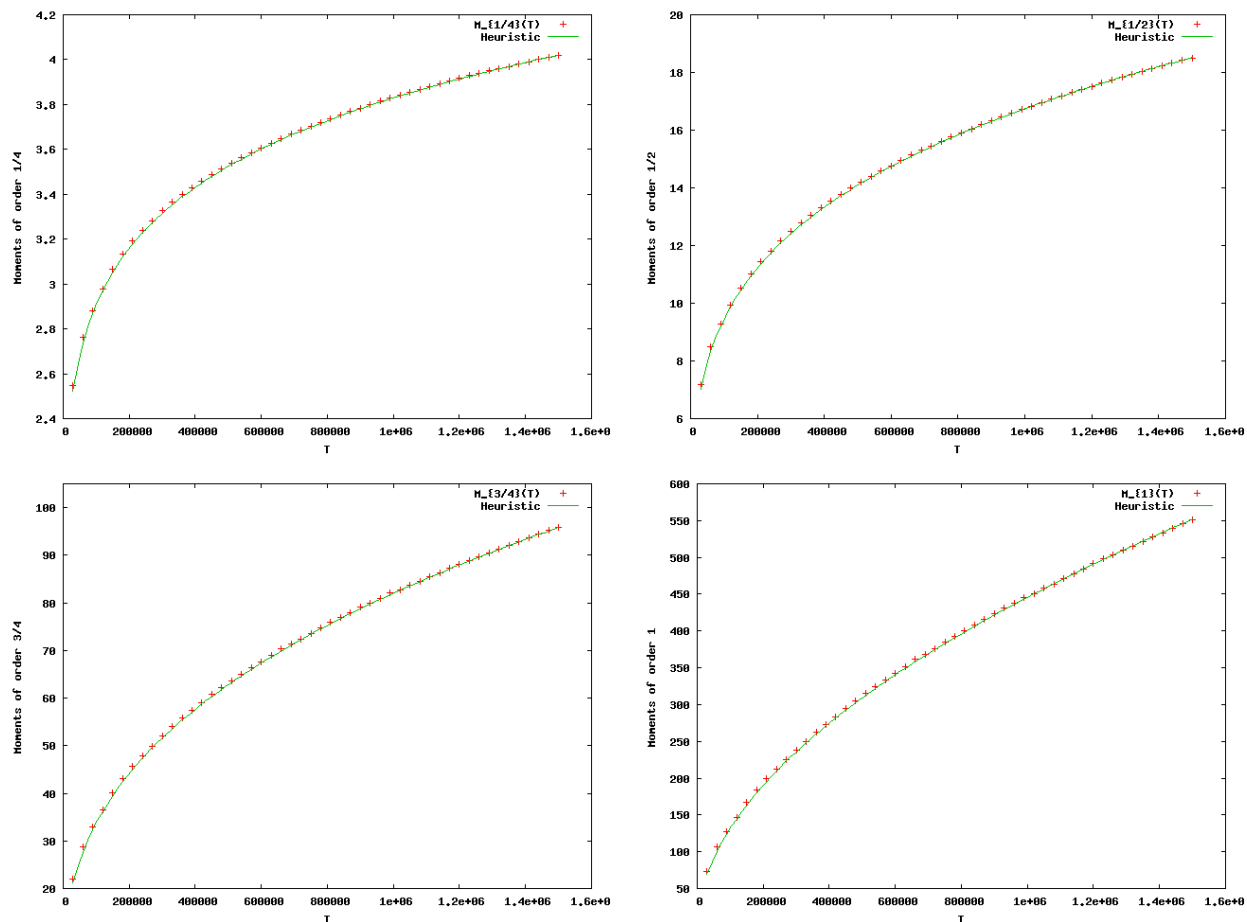 4.2
4
3.8
3.6
3.4
3.2
3
2.8
2.6
2.4
Moments of order 1/4
M_{1/4}(T)
Heuristic
0 200000 400000 600000 800000 1e+06 1.2e+06 1.4e+06 1.6e+0
T
20
18
16
14
12
10
8
6
Moments of order 1/2
M_{1/2}(T)
Heuristic
0 200000 400000 600000 800000 1e+06 1.2e+06 1.4e+06 1.6e+0
T
100
90
80
70
60
50
40
30
20
Moments of order 3/4
M_{3/4}(T)
Heuristic
0 200000 400000 600000 800000 1e+06 1.2e+06 1.4e+06 1.6e+0
T
600
550
500
450
400
350
300
250
200
150
100
50
Moments of order 1
M_{1}(T)
Heuristic
0 200000 400000 600000 800000 1e+06 1.2e+06 1.4e+06 1.6e+0
T